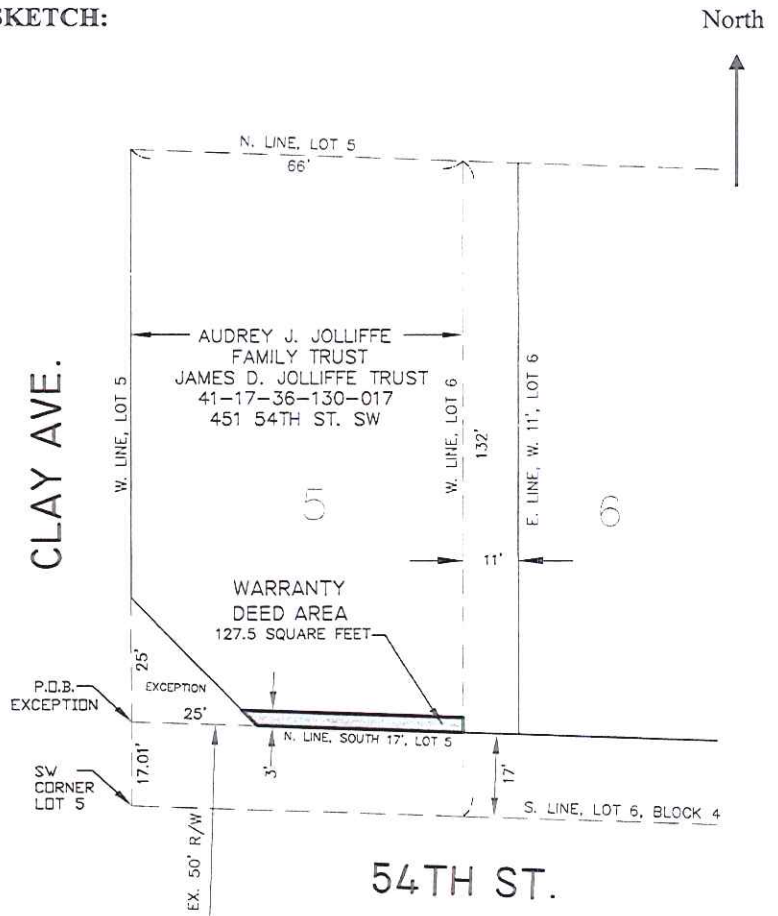 SKETCH:
North
N. LINE, LOT 5
66'
AUDREY J. JOLLIFFE
FAMILY TRUST
JAMES D. JOLLIFFE TRUST
41-17-36-130-017
451 54TH ST. SW
CLAY AVE.
W. LINE, LOT 5
W. LINE, LOT 6
132'
E. LINE, W. 11', LOT 6
5
6
11'
WARRANTY
DEED AREA
127.5 SQUARE FEET
25'
EXCEPTION
P.O.B.
EXCEPTION
25'
N. LINE, SOUTH 17', LOT 5
3'
17.01'
17'
SW
CORNER
LOT 5
S. LINE, LOT 6, BLOCK 4
EX. 50' R/W
54TH ST.